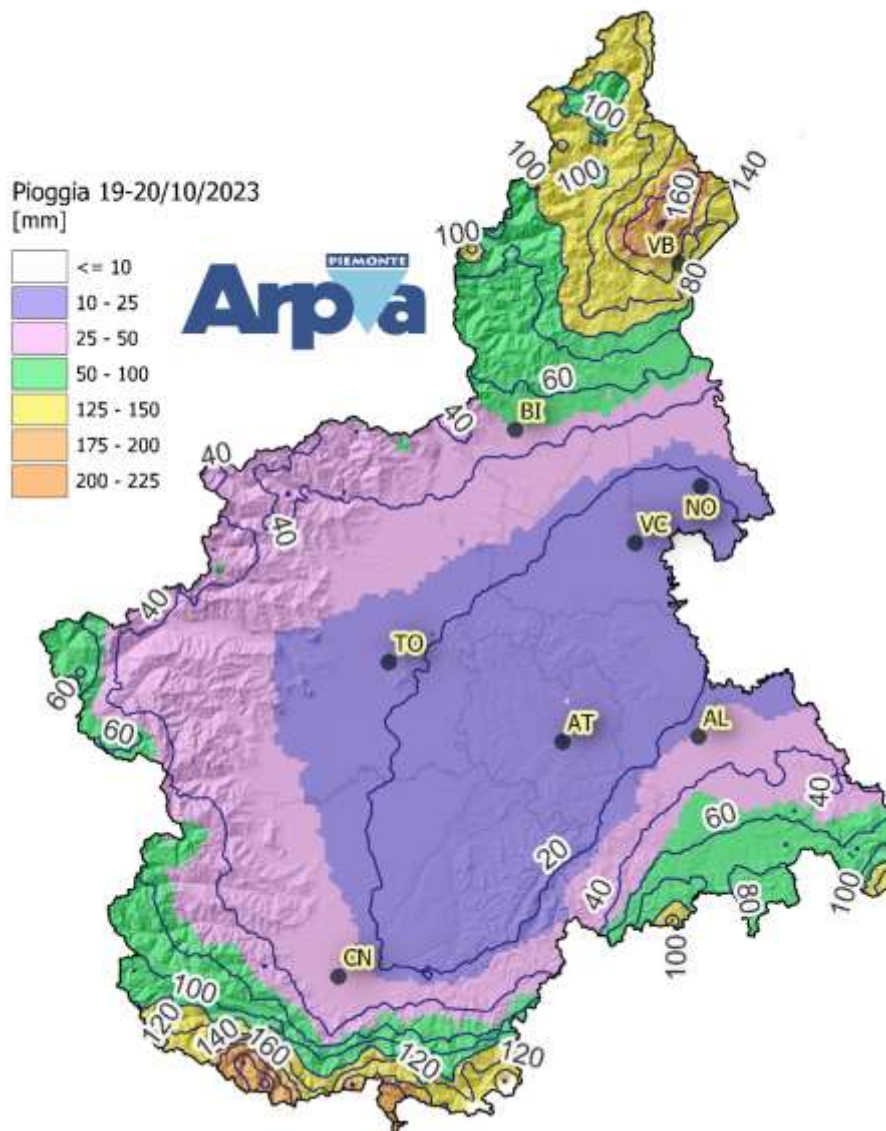 Pioggia 19-20/10/2023
[mm]
<= 10
10 - 25
25 - 50
50 - 100
125 - 150
175 - 200
200 - 225
PIEMONTE
Arpa
100
100
100
160
140
VB
100
80
60
BI
40
40
40
NO
VC
40
TO
60
60
AT
AL
40
60
20
40
80
100
100
CN
100
120
140
160
120
120